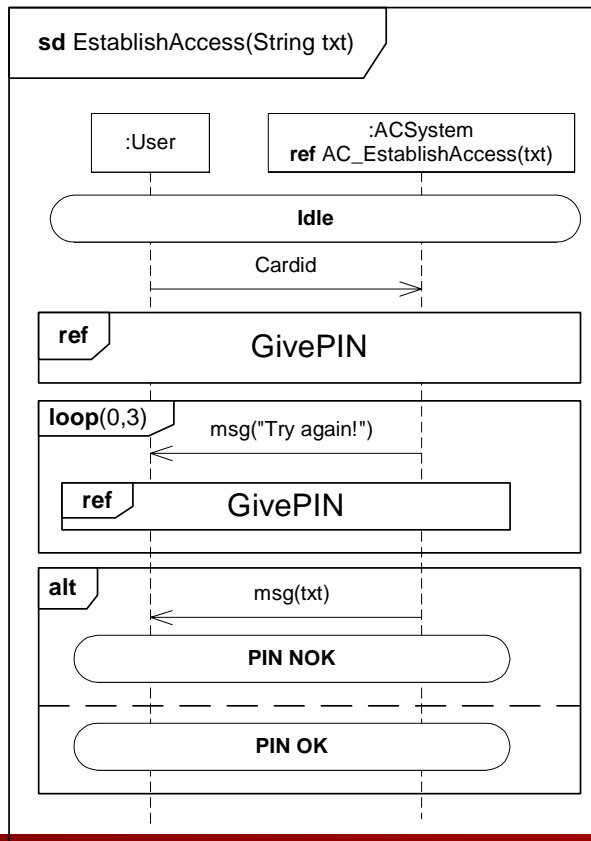 sd EstablishAccess(String txt)
:User
:ACSystem
ref AC_EstablishAccess(txt)
Idle
Cardid
ref
GivePIN
loop(0,3)
msg("Try again!")
ref
GivePIN
alt
msg(txt)
PIN NOK
PIN OK